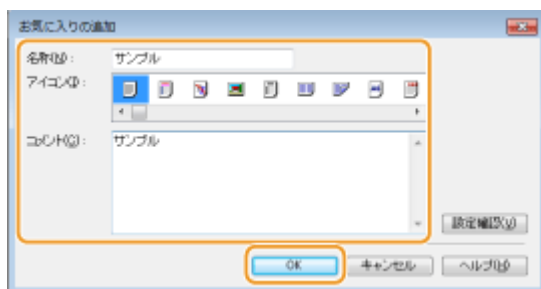 お気に入りの追加
名称(N):
サンプル
アイコン(I):
コメント(C):
サンプル
設定確認(V)
OK
キャンセル
ヘルプ(H)